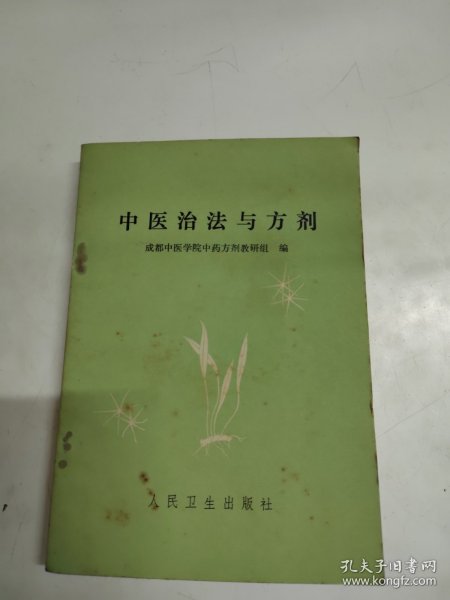 中医治法与方剂
成都中医学院中药方剂教研组 编
人民卫生出版社
孔夫子旧书网
www.kongfz.com